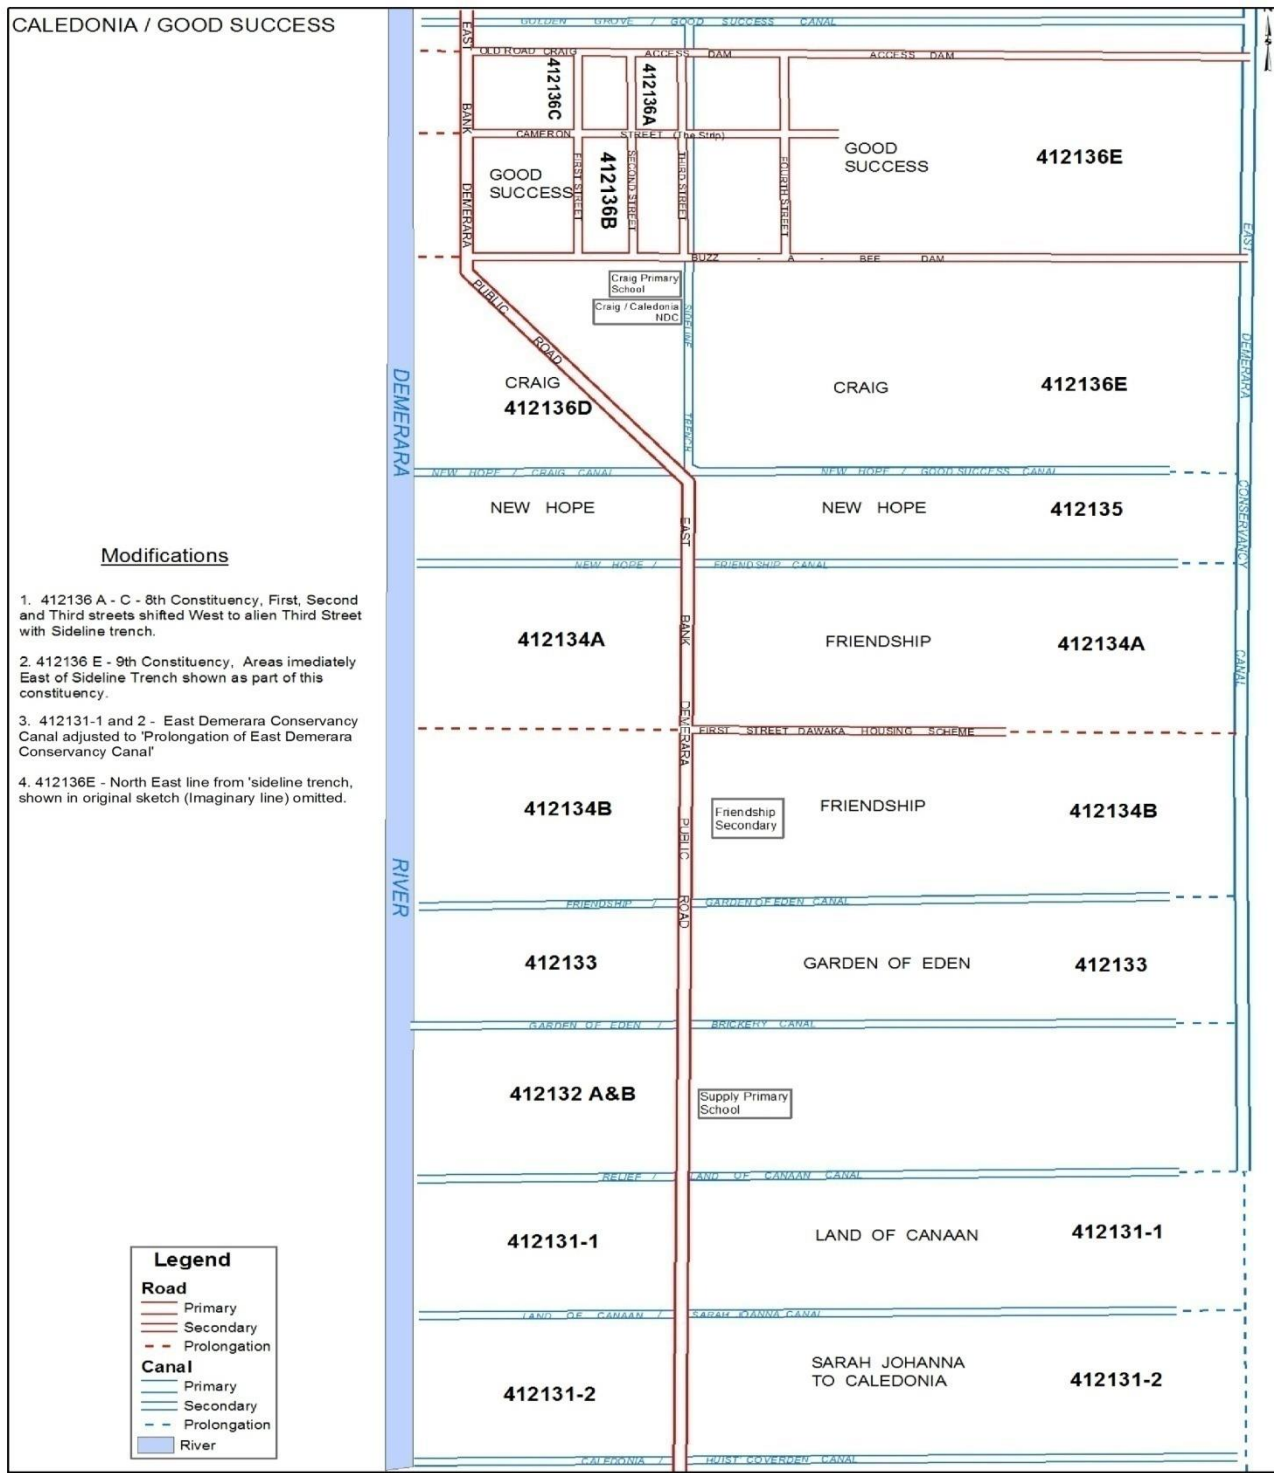 CALEDONIA / GOOD SUCCESS
GOLDEN GROVE / GOOD SUCCESS CANAL
EAST BANK DEMERARA PUBLIC ROAD
OLD ROAD CRAIG ACCESS DAM ACCESS DAM
412136C
412136A
CAMERON STREET (The Strip)
GOOD
SUCCESS
FIRST STREET
412136B
SECOND STREET
THIRD STREET
FOURTH STREET
GOOD
SUCCESS
412136E
BUZZ - A - BEE DAM
Craig Primary
School
Craig / Caledonia
NDC
SIDELINE TRENCH
EAST DEMERARA CONSERVANCY CANAL
DEMERARA RIVER
CRAIG
412136D
CRAIG
412136E
NEW HOPE / CRAIG CANAL
NEW HOPE / GOOD SUCCESS CANAL
NEW HOPE
NEW HOPE
412135
EAST BANK DEMERARA PUBLIC ROAD
NEW HOPE / FRIENDSHIP CANAL
Modifications
1. 412136 A - C - 8th Constituency, First, Second
and Third streets shifted West to alien Third Street
with Sideline trench.
2. 412136 E - 9th Constituency, Areas imediately
East of Sideline Trench shown as part of this
constituency.
3. 412131-1 and 2 - East Demerara Conservancy
Canal adjusted to 'Prolongation of East Demerara
Conservancy Canal'
4. 412136E - North East line from 'sideline trench,
shown in original sketch (Imaginary line) omitted.
412134A
FRIENDSHIP
412134A
FIRST STREET DAWAKA HOUSING SCHEME
412134B
Friendship
Secondary
FRIENDSHIP
412134B
FRIENDSHIP / GARDEN OF EDEN CANAL
412133
GARDEN OF EDEN
412133
GARDEN OF EDEN / BRICKERY CANAL
412132 A&B
Supply Primary
School
RELIEF / LAND OF CANAAN CANAL
412131-1
LAND OF CANAAN
412131-1
LAND OF CANAAN / SARAH JOANNA CANAL
412131-2
SARAH JOHANNA
TO CALEDONIA
412131-2
CALEDONIA / HUIST COVERDEN CANAL
Legend
Road
Primary
Secondary
Prolongation
Canal
Primary
Secondary
Prolongation
River